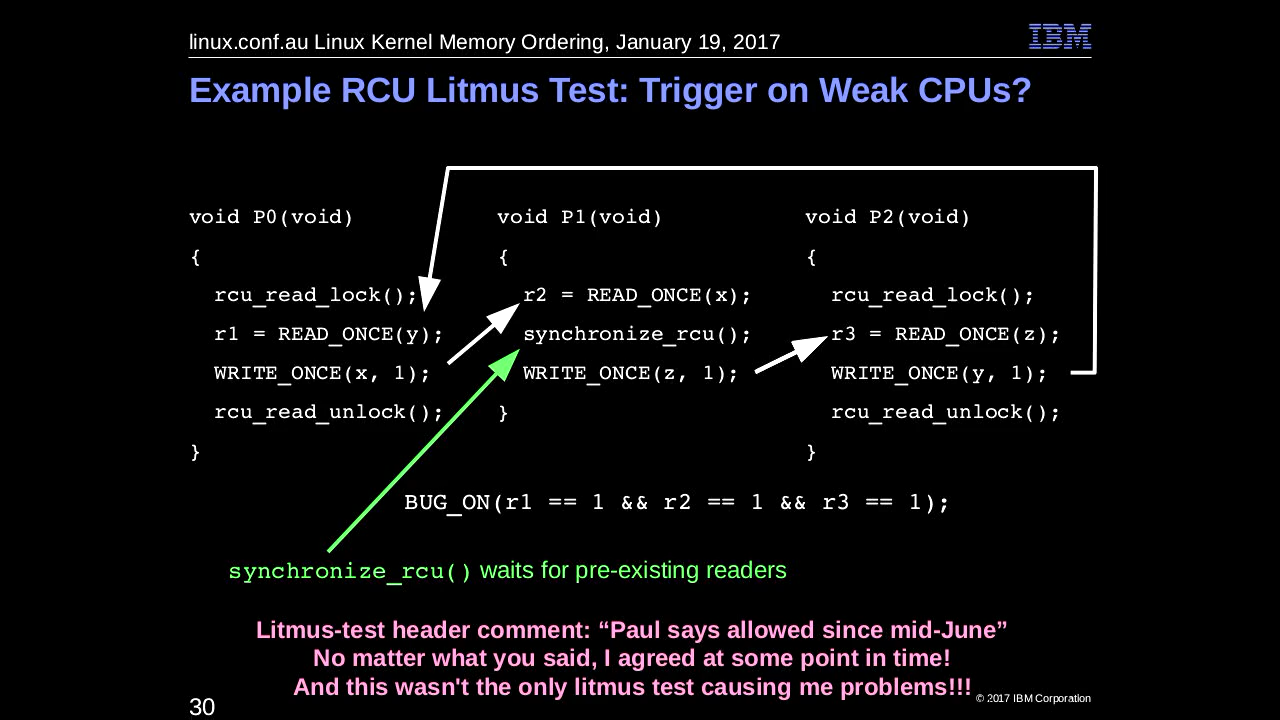 linux.conf.au Linux Kernel Memory Ordering, January 19, 2017
IBM
Example RCU Litmus Test: Trigger on Weak CPUs?
void P0(void)
{
rcu_read_lock();
r1 = READ_ONCE(y);
WRITE_ONCE(x, 1);
rcu_read_unlock();
}
void P1(void)
{
r2 = READ_ONCE(x);
synchronize_rcu();
WRITE_ONCE(z, 1);
}
void P2(void)
{
rcu_read_lock();
r3 = READ_ONCE(z);
WRITE_ONCE(y, 1);
rcu_read_unlock();
}
BUG_ON(r1 == 1 && r2 == 1 && r3 == 1);
synchronize_rcu() waits for pre-existing readers
Litmus-test header comment: “Paul says allowed since mid-June”
No matter what you said, I agreed at some point in time!
And this wasn't the only litmus test causing me problems!!!
30
© 2017 IBM Corporation